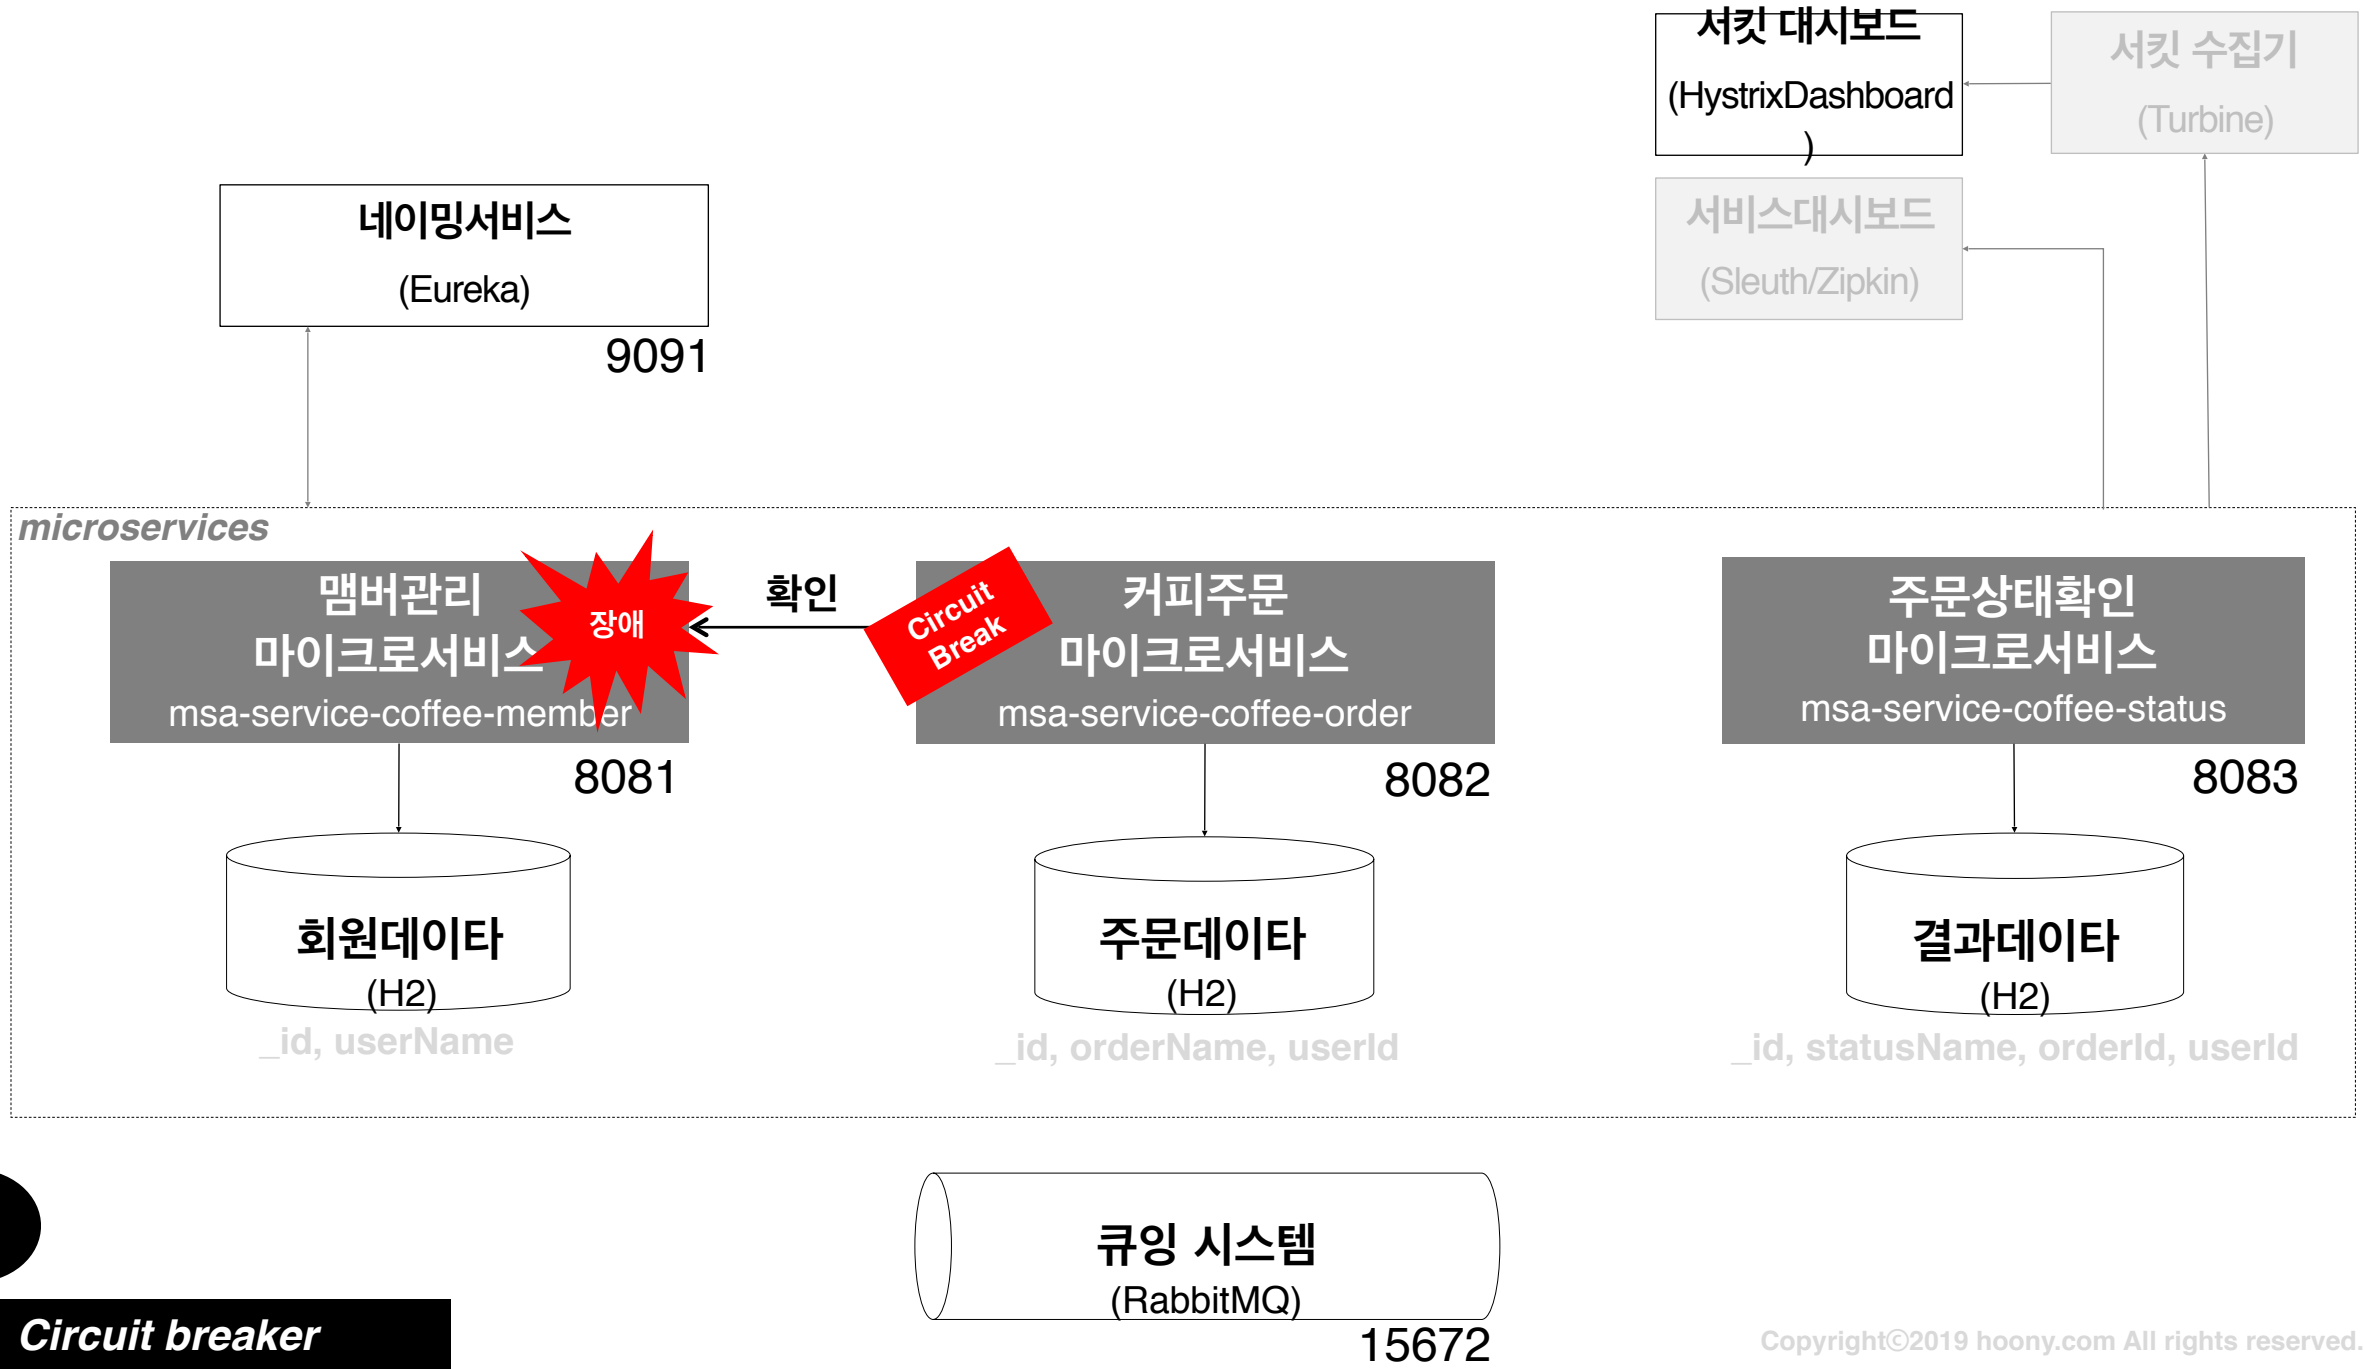 서킷 대시보드
(HystrixDashboard
)
서킷 수집기
(Turbine)
네이밍서비스
(Eureka)
9091
서비스대시보드
(Sleuth/Zipkin)
microservices
맴버관리
마이크로서비스
msa-service-coffee-member
장애
8081
확인
Circuit
Break
커피주문
마이크로서비스
msa-service-coffee-order
8082
주문상태확인
마이크로서비스
msa-service-coffee-status
8083
회원데이타
(H2)
_id, userName
주문데이타
(H2)
_id, orderName, userId
결과데이타
(H2)
_id, statusName, orderId, userId
큐잉 시스템
(RabbitMQ)
15672
Circuit breaker
Copyrightⓒ2019 hoony.com All rights reserved.